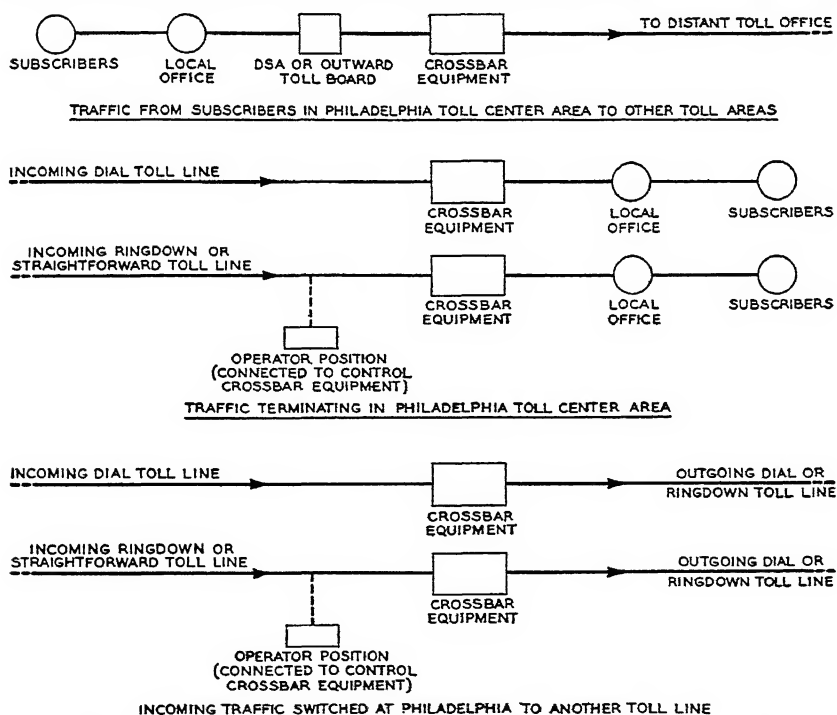 TO DISTANT TOLL OFFICE
SUBSCRIBERS
LOCAL
OFFICE
DSA OR OUTWARD
TOLL BOARD
CROSSBAR
EQUIPMENT
TRAFFIC FROM SUBSCRIBERS IN PHILADELPHIA TOLL CENTER AREA TO OTHER TOLL AREAS
INCOMING DIAL TOLL LINE
CROSSBAR
EQUIPMENT
LOCAL
OFFICE
SUBSCRIBERS
INCOMING RINGDOWN OR
STRAIGHTFORWARD TOLL LINE
CROSSBAR
EQUIPMENT
LOCAL
OFFICE
SUBSCRIBERS
OPERATOR POSITION
(CONNECTED TO CONTROL
CROSSBAR EQUIPMENT)
TRAFFIC TERMINATING IN PHILADELPHIA TOLL CENTER AREA
INCOMING DIAL TOLL LINE
CROSSBAR
EQUIPMENT
OUTGOING DIAL OR
RINGDOWN TOLL LINE
INCOMING RINGDOWN OR
STRAIGHTFORWARD TOLL LINE
CROSSBAR
EQUIPMENT
OUTGOING DIAL OR
RINGDOWN TOLL LINE
OPERATOR POSITION
(CONNECTED TO CONTROL
CROSSBAR EQUIPMENT)
INCOMING TRAFFIC SWITCHED AT PHILADELPHIA TO ANOTHER TOLL LINE